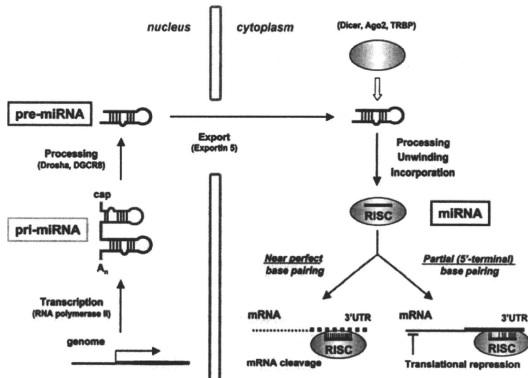 nucleus
cytoplasm
(Dicer, Ago2, TRBP)
pre-miRNA
Export
(Exportin 5)
Processing
(Drosha, DGCR8)
Processing
Unwinding
Incorporation
cap
pri-miRNA
An
RISC
miRNA
Near perfect
base pairing
Partial (5'-terminal)
base pairing
Transcription
(RNA polymerase II)
genome
mRNA
3'UTR
RISC
mRNA cleavage
mRNA
3'UTR
RISC
Translational repression